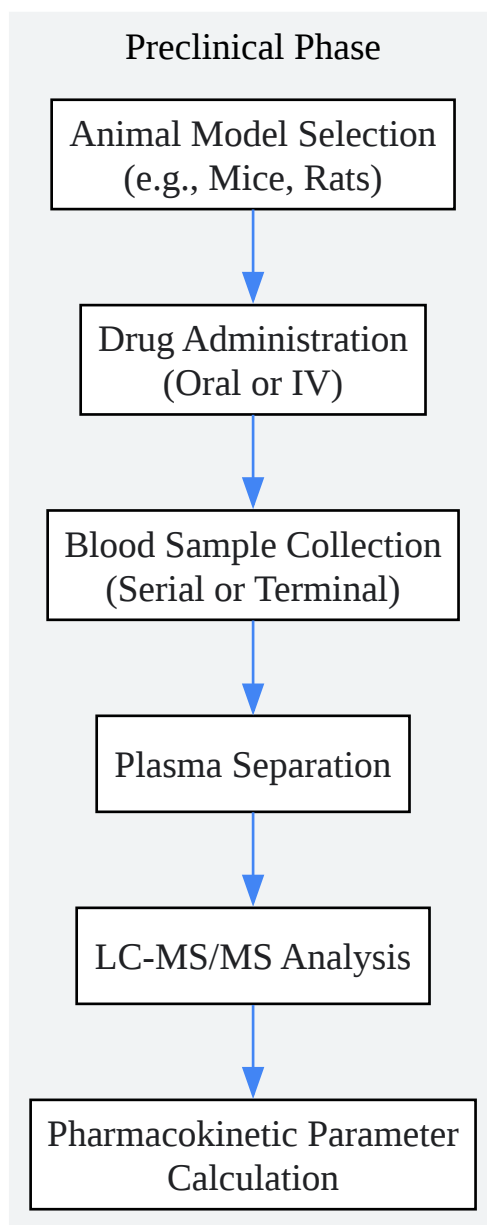 Preclinical Phase
Animal Model Selection
(e.g., Mice, Rats)
Drug Administration
(Oral or IV)
Blood Sample Collection
(Serial or Terminal)
Plasma Separation
LC-MS/MS Analysis
Pharmacokinetic Parameter
Calculation